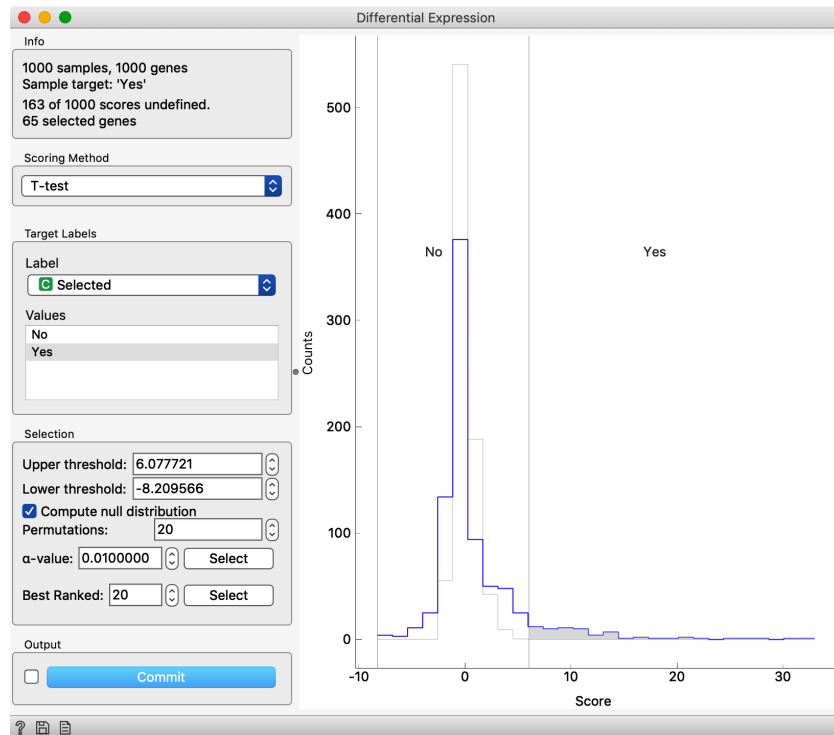 Differential Expression
Info
1000 samples, 1000 genes
Sample target: 'Yes'
163 of 1000 scores undefined.
65 selected genes
Scoring Method
T-test
Target Labels
Label
C Selected
Values
No
Yes
Selection
Upper threshold: 6.077721
Lower threshold: -8.209566
Compute null distribution
Permutations: 20
α-value: 0.0100000 Select
Best Ranked: 20 Select
Output
Commit
?
Counts
500
400
300
200
100
0
No Yes
-10 0 10 20 30
Score